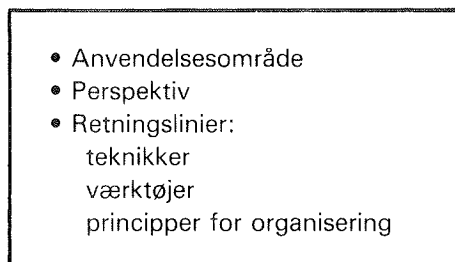 • Anvendelsesområde
• Perspektiv
• Retningslinier:
teknikker
værktøjer
principper for organisering